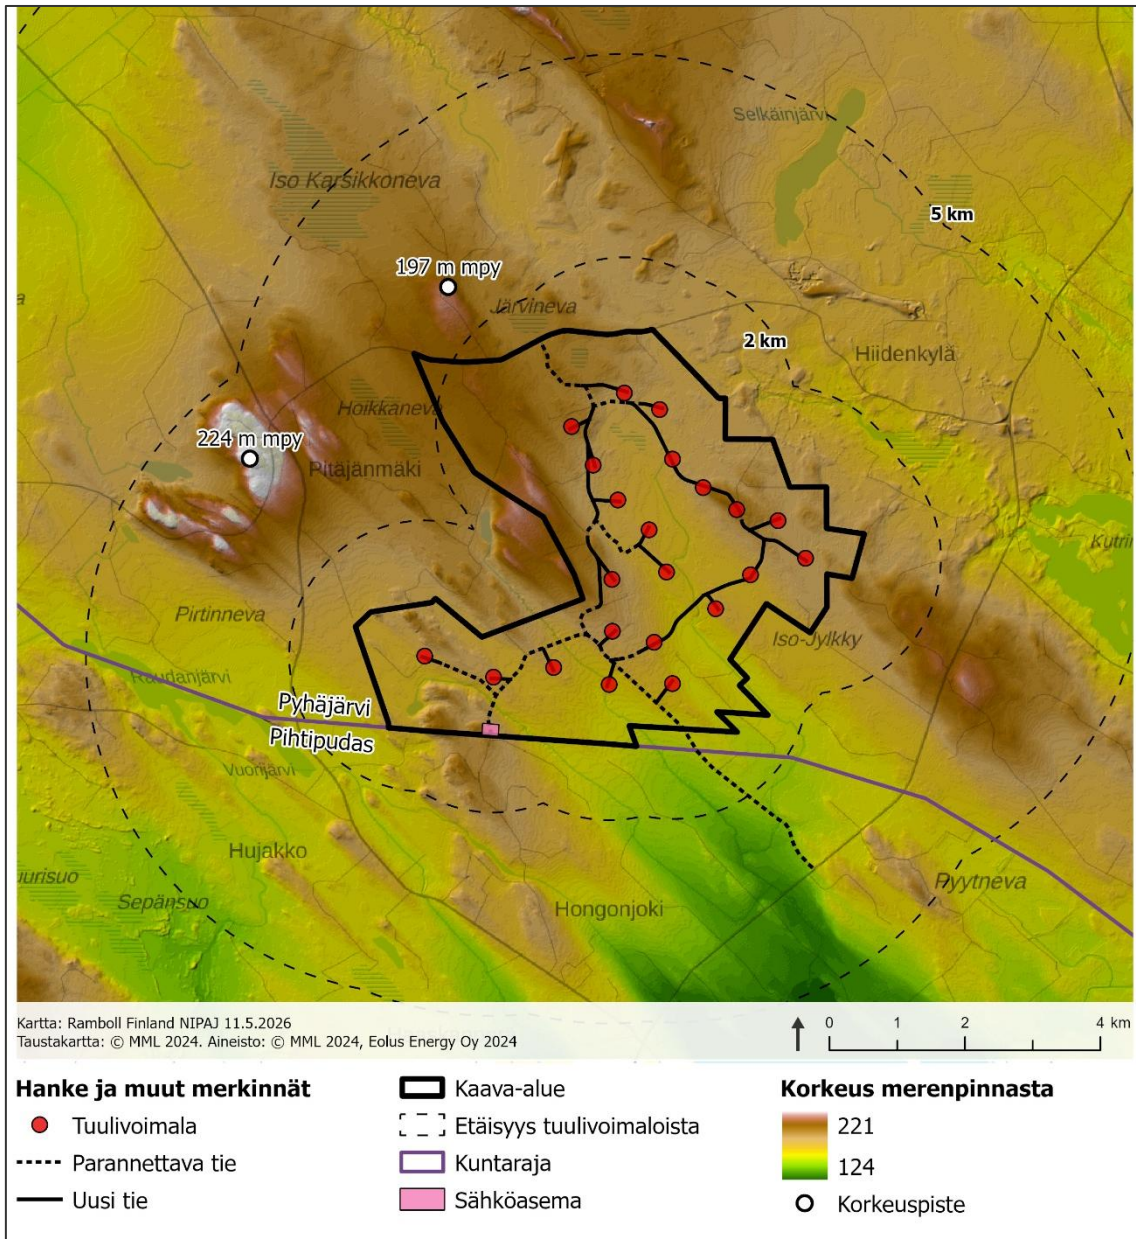 Selkäinjärvi
Iso Karsikkoneva
5 km
197 m mpy
Järvineva
2 km
Hiidenkylä
Hoikkaneva
224 m mpy
Pitäjänmäki
Pirtinneva
Iso-Jylkky
Raudanjärvi
Pyhäjärvi
Pihtipudas
Vuorijärvi
Hujakko
uurisuo
Sepänsuo
Hongonjoki
Pyytneva
Kartta: Ramboll Finland NIPAJ 11.5.2026
Taustakartta: © MML 2024. Aineisto: © MML 2024, Eolus Energy Oy 2024
0 1 2 4 km
Hanke ja muut merkinnät
Tuulivoimala
Parannettava tie
Uusi tie
Kaava-alue
Etäisyys tuulivoimaloista
Kuntaraja
Sähköasema
Korkeus merenpinnasta
221
124
Korkeuspiste